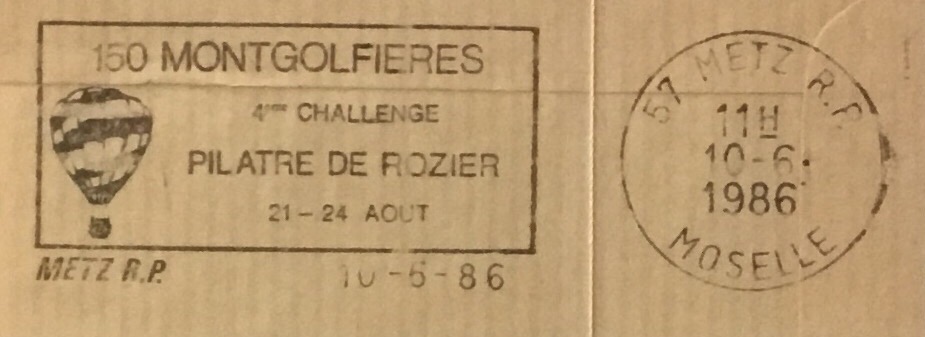 150 MONTGOLFIERES
4ème CHALLENGE
PILATRE DE ROZIER
21 - 24 AOUT
METZ R.P.
10-6-86
57 METZ R.P.
11H
10-6.
1986
MOSELLE